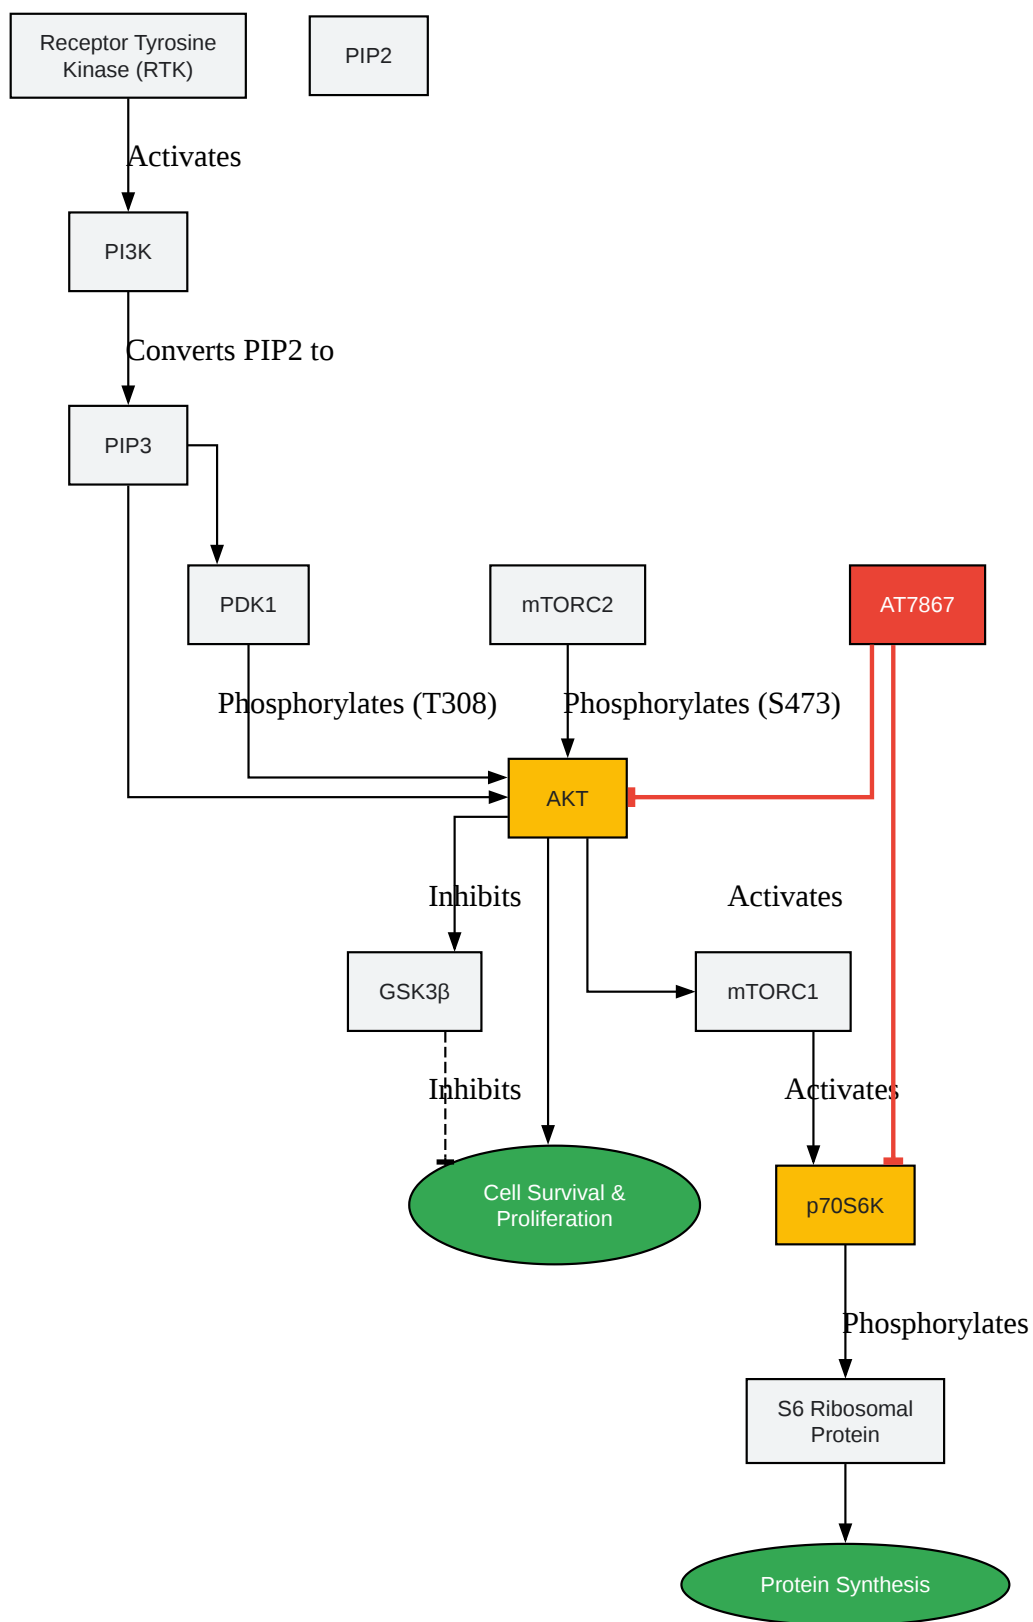 Receptor Tyrosine
Kinase (RTK)
PIP2
Activates
PI3K
Converts PIP2 to
PIP3
PDK1
mTORC2
AT7867
Phosphorylates (T308)
Phosphorylates (S473)
AKT
Inhibits
Activates
GSK3β
mTORC1
Inhibits
Activates
Cell Survival &
Proliferation
p70S6K
Phosphorylates
S6 Ribosomal
Protein
Protein Synthesis